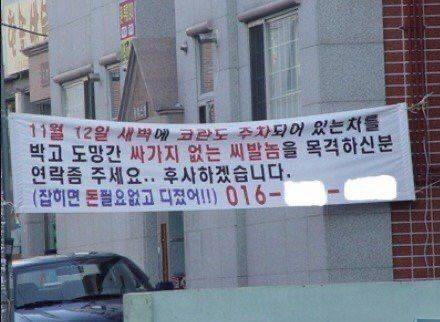 11월 12일 새벽에 코란도 주차되어 있는차를
박고 도망간 싸가지 없는 씨발놈을 목격하신분
연락좀 주세요.. 후사하겠습니다.
(잡히면 돈필요없고 디졌어!!) 016- -